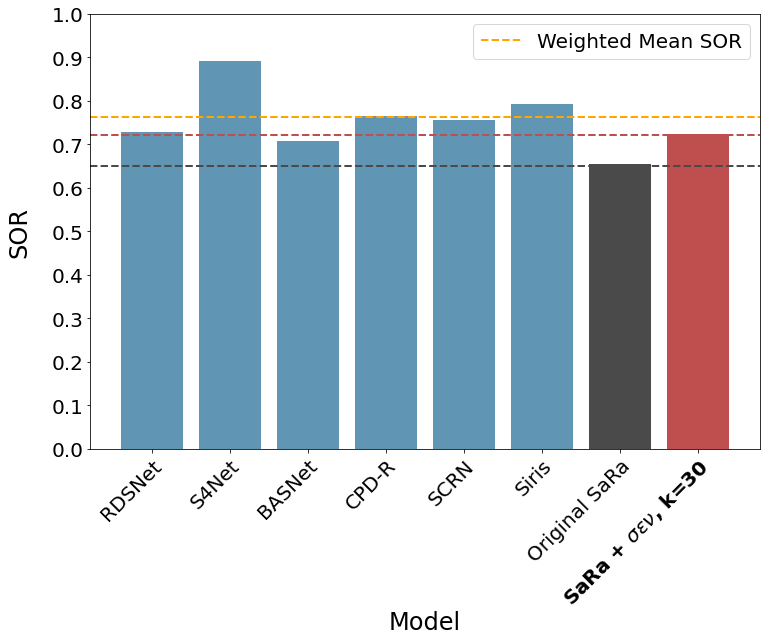 1.0
0.9
0.8
0.7
0.6
0.5
0.4
0.3
0.2
0.1
0.0
SOR
Weighted Mean SOR
RDSNet
S4Net
BASNet
CPD-R
SCRN
Siris
Original SaRa
SaRa + σεν, k=30
Model